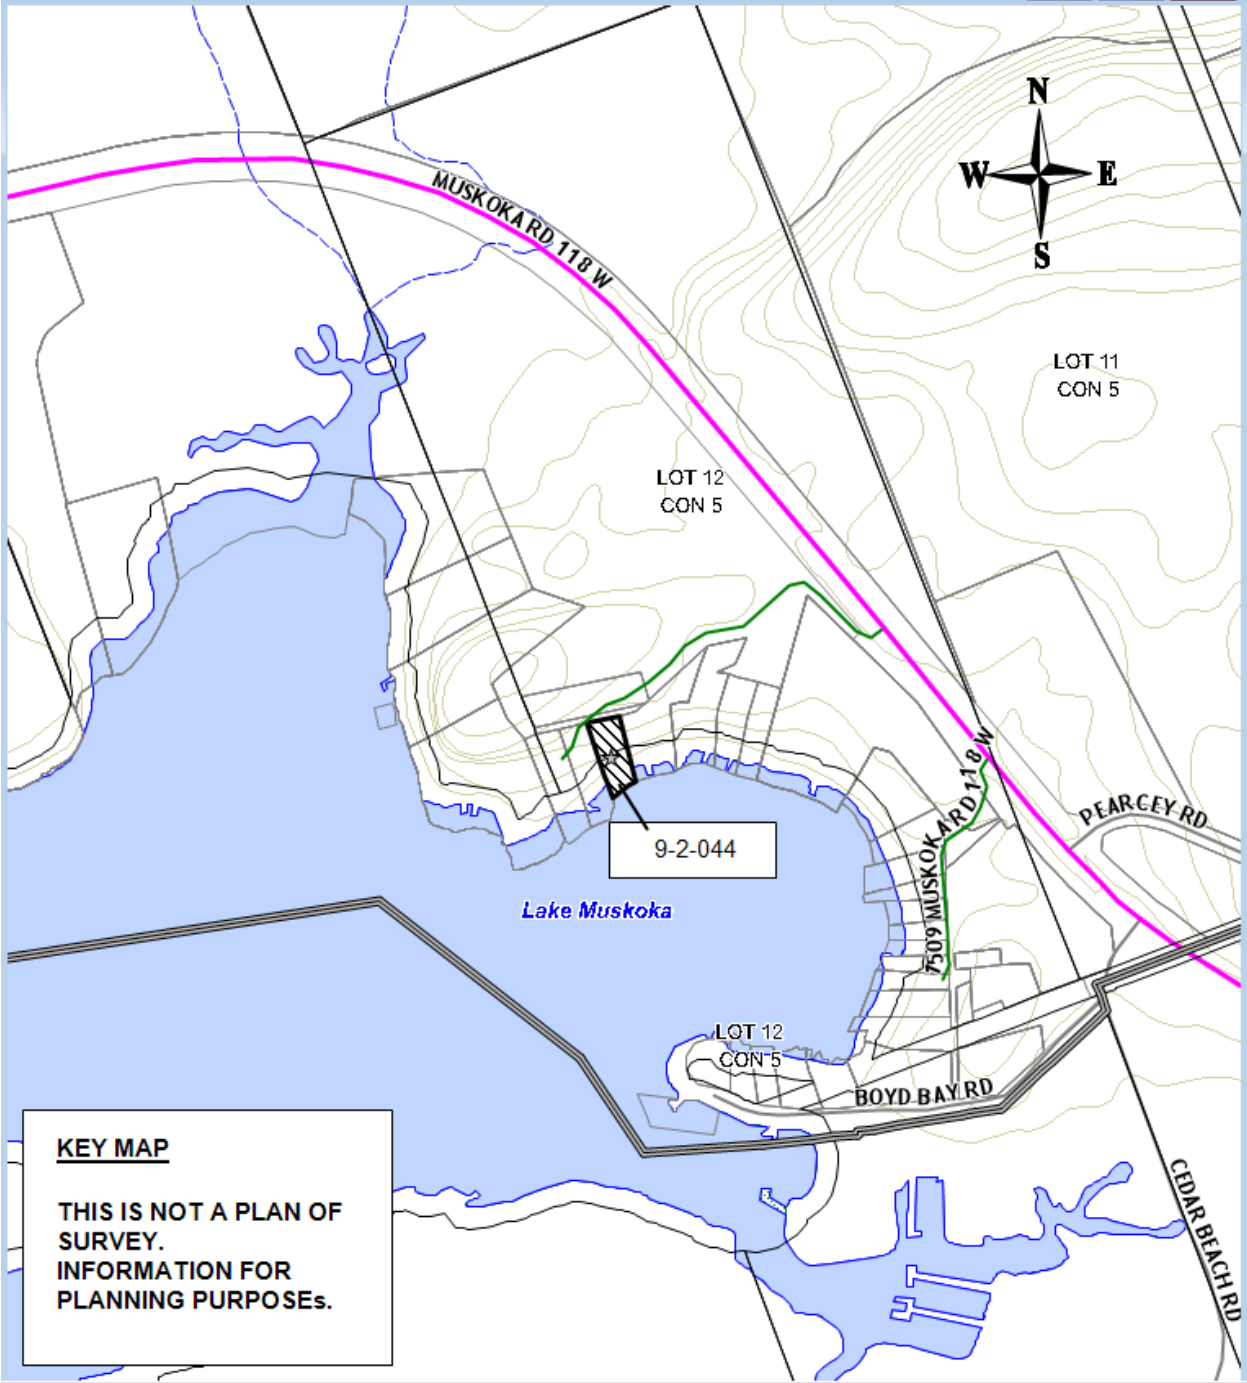 N
W E
S
MUSKOKA RD 118 W
LOT 11
CON 5
LOT 12
CON 5
7509 MUSKOKA RD 118 W
PEARCEY RD
9-2-044
Lake Muskoka
LOT 12
CON 5
BOYD BAY RD
CEDAR BEACH RD
KEY MAP
THIS IS NOT A PLAN OF
SURVEY.
INFORMATION FOR
PLANNING PURPOSEs.